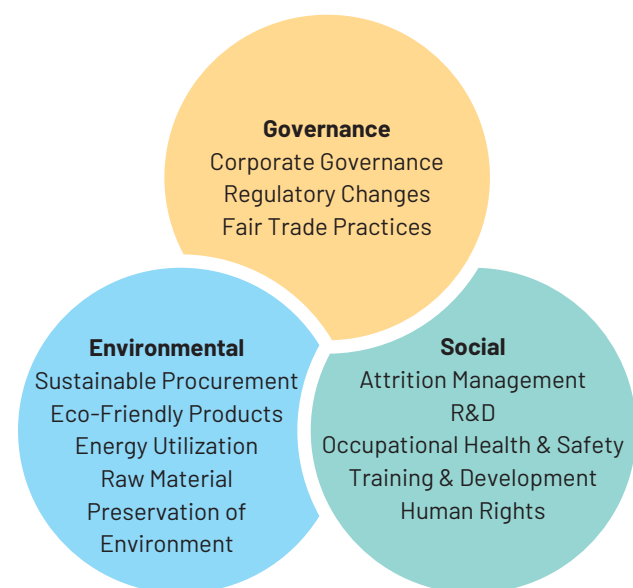 Governance
Corporate Governance
Regulatory Changes
Fair Trade Practices
Environmental
Sustainable Procurement
Eco-Friendly Products
Energy Utilization
Raw Material
Preservation of
Environment
Social
Attrition Management
R&D
Occupational Health & Safety
Training & Development
Human Rights